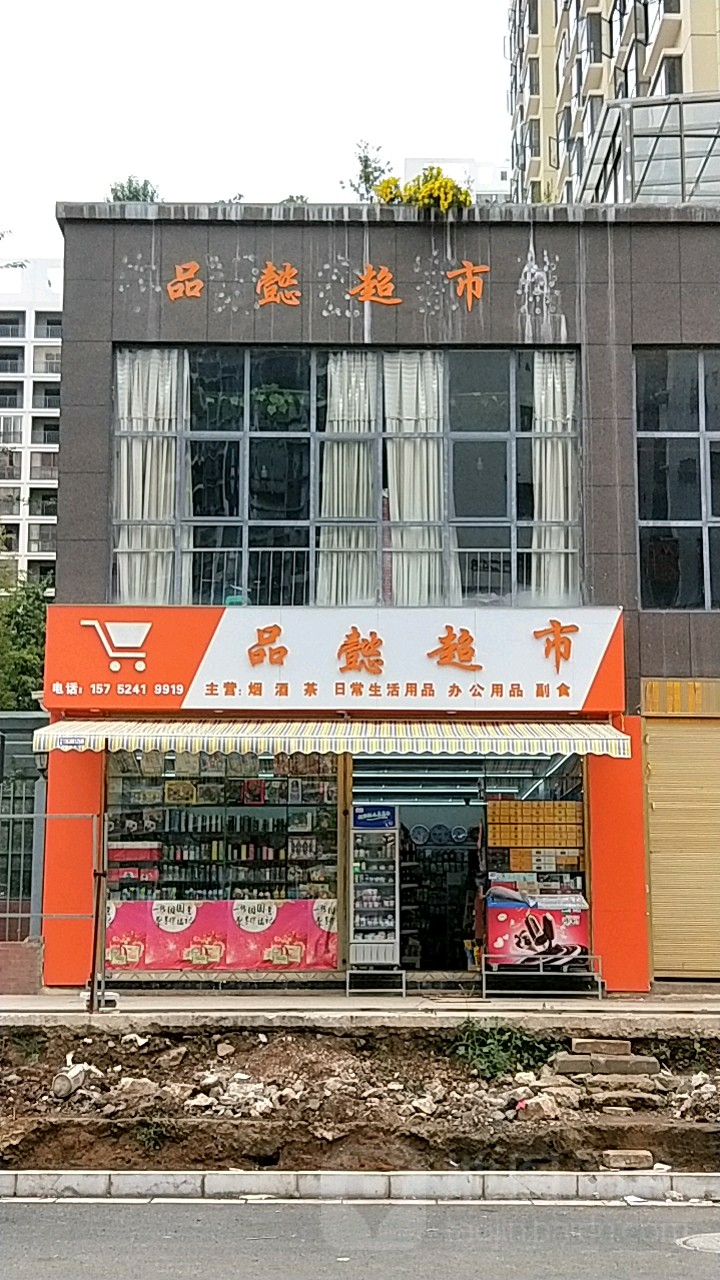 品懿超市
品懿超市
电话: 157 5241 9919
主营: 烟 酒 茶 日常生活用品 办公用品 副食